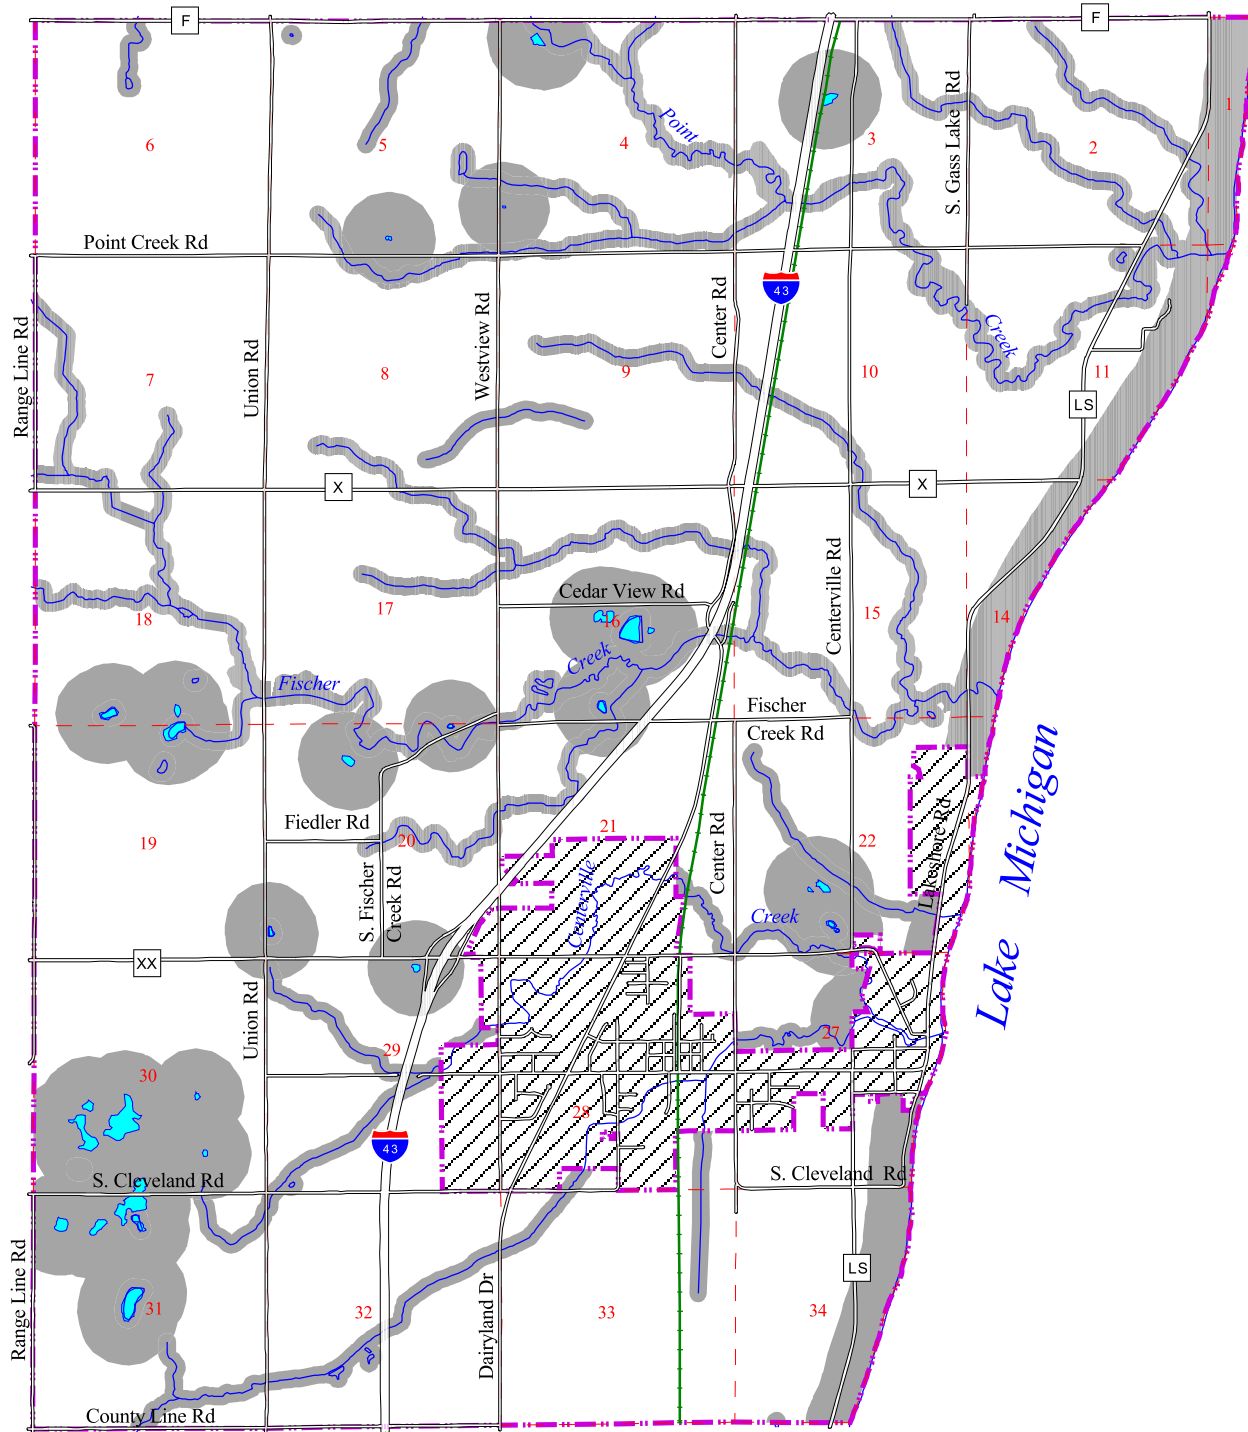 F
F
1
6
5
4
Point
3
2
S. Gass Lake Rd
Point Creek Rd
43
Range Line Rd
Union Rd
Westview Rd
Center Rd
Creek
7
8
9
10
11
LS
X
X
Cedar View Rd
Centerville Rd
18
17
16
15
14
Fischer
Creek
Fischer
Creek Rd
Lake Michigan
Fiedler Rd
19
20
21
22
S. Fischer
Creek Rd
Center Rd
Lakeshore Rd
Centerville
Creek
XX
Union Rd
29
27
30
28
43
S. Cleveland Rd
S. Cleveland Rd
Range Line Rd
LS
31
32
33
34
Dairyland Dr
County Line Rd